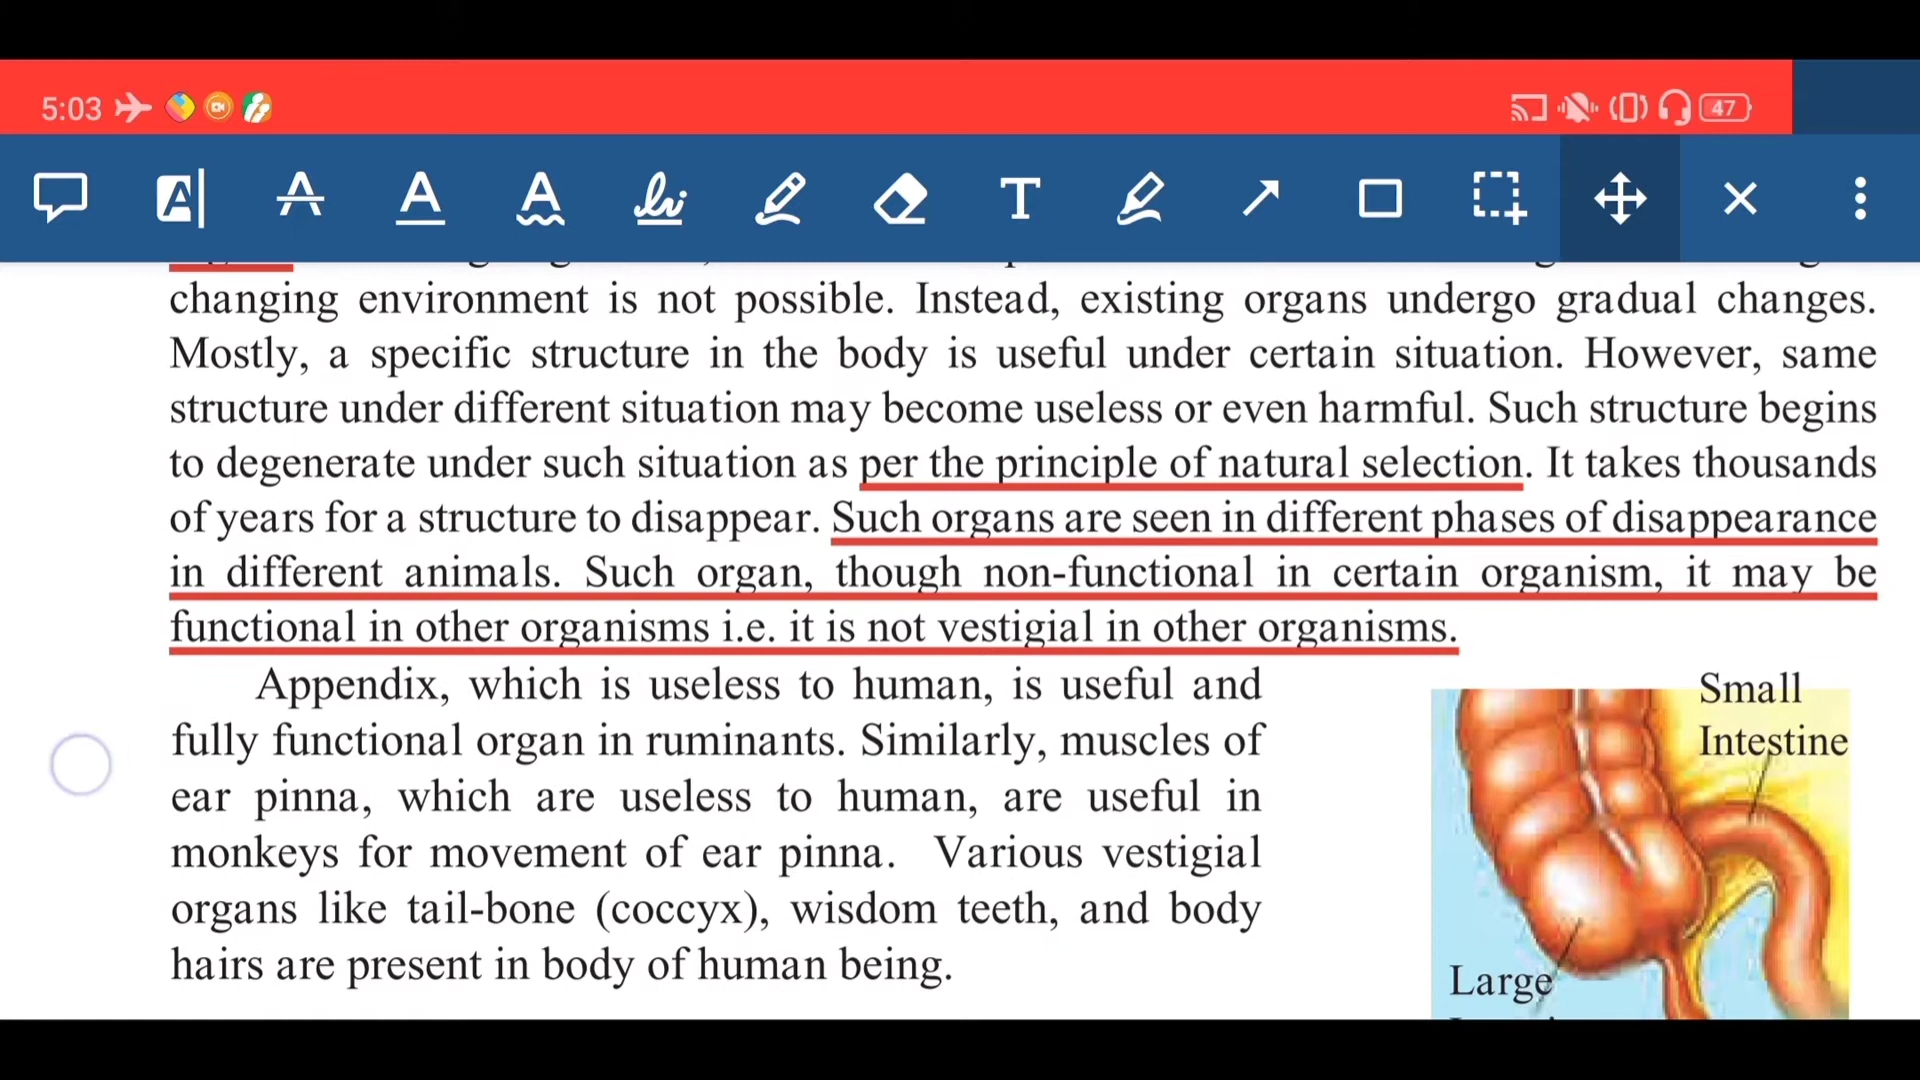 5:03
47
A
A
A
A
T
changing environment is not possible. Instead, existing organs undergo gradual changes.
Mostly, a specific structure in the body is useful under certain situation. However, same
structure under different situation may become useless or even harmful. Such structure begins
to degenerate under such situation as per the principle of natural selection. It takes thousands
of years for a structure to disappear. Such organs are seen in different phases of disappearance
in different animals. Such organ, though non-functional in certain organism, it may be
functional in other organisms i.e. it is not vestigial in other organisms.
Appendix, which is useless to human, is useful and
fully functional organ in ruminants. Similarly, muscles of
ear pinna, which are useless to human, are useful in
monkeys for movement of ear pinna. Various vestigial
organs like tail-bone (coccyx), wisdom teeth, and body
hairs are present in body of human being.
Small
Intestine
Large